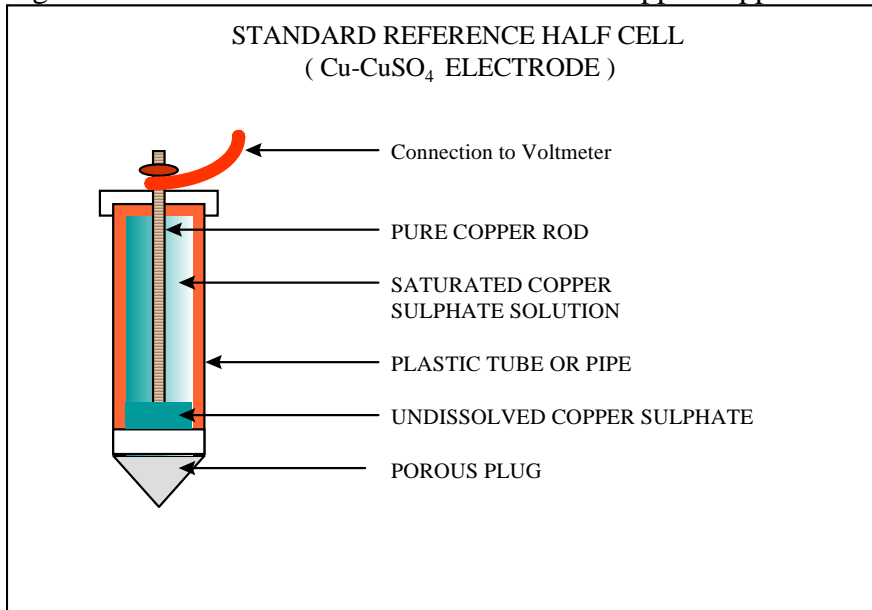 STANDARD REFERENCE HALF CELL
( Cu-CuSO₄ ELECTRODE )
Connection to Voltmeter
PURE COPPER ROD
SATURATED COPPER
SULPHATE SOLUTION
PLASTIC TUBE OR PIPE
UNDISSOLVED COPPER SULPHATE
POROUS PLUG